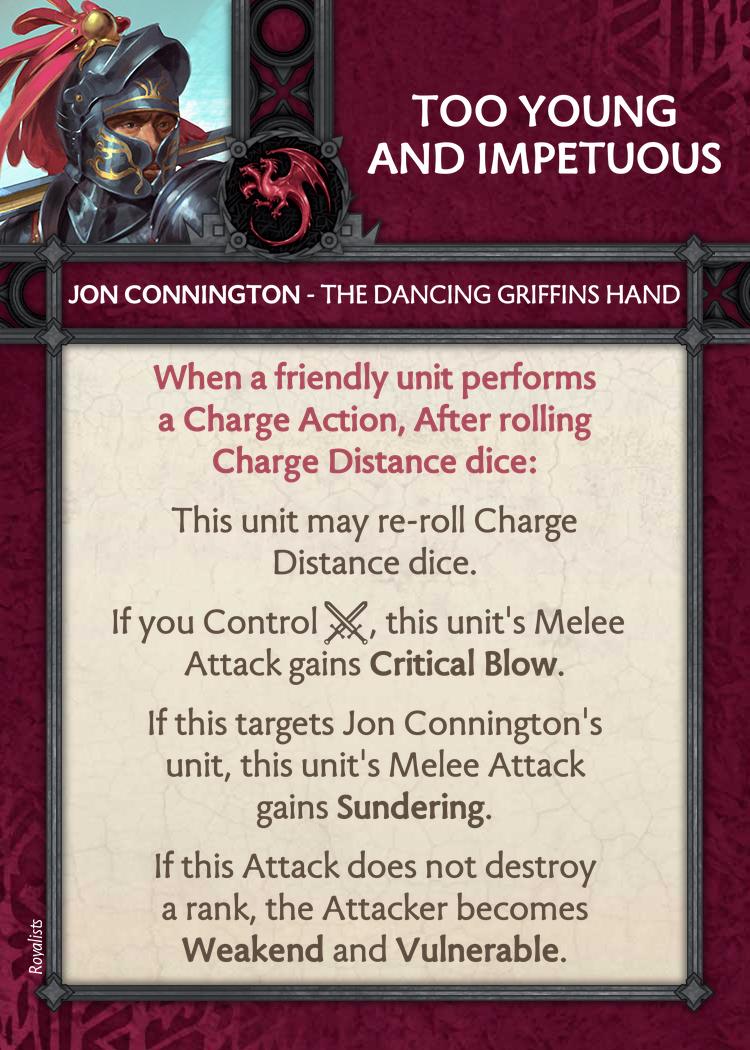 TOO YOUNG
AND IMPETUOUS
JON CONNINGTON - THE DANCING GRIFFINS HAND
When a friendly unit performs
a Charge Action, After rolling
Charge Distance dice:
This unit may re-roll Charge
Distance dice.
If you Control , this unit's Melee
Attack gains Critical Blow.
If this targets Jon Connington's
unit, this unit's Melee Attack
gains Sundering.
If this Attack does not destroy
a rank, the Attacker becomes
Weakend and Vulnerable.
Royalists